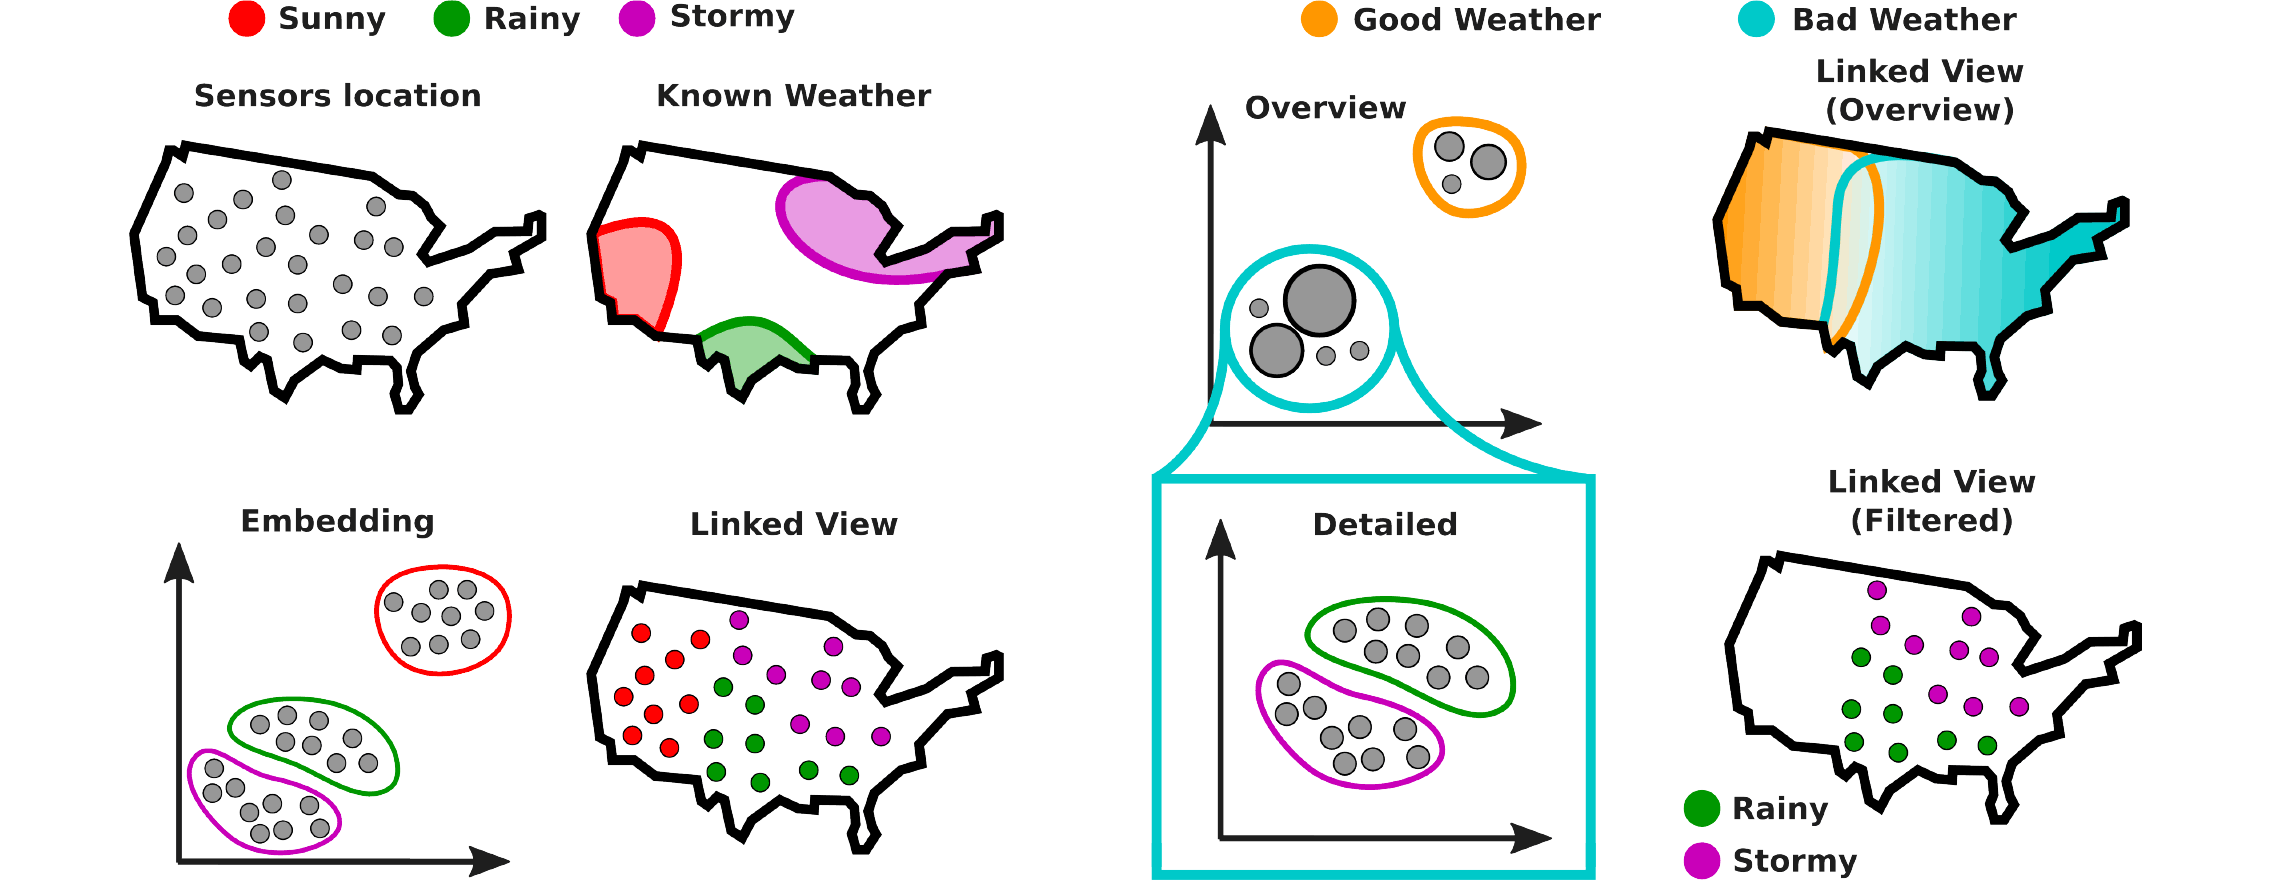 Sunny
Rainy
Stormy
Good Weather
Bad Weather
Sensors location
Known Weather
Overview
Linked View
(Overview)
Embedding
Linked View
Detailed
Linked View
(Filtered)
Rainy
Stormy